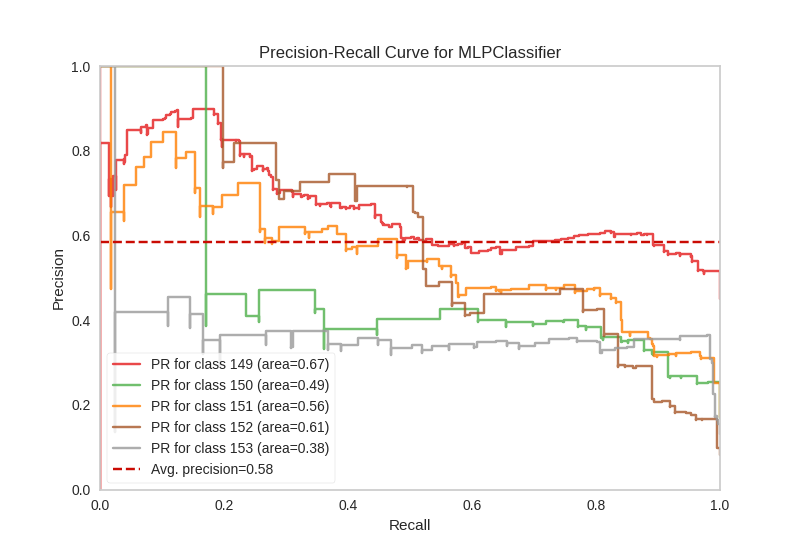 Precision-Recall Curve for MLPClassifier
1.0
0.8
0.6
0.4
0.2
0.0
Precision
PR for class 149 (area=0.67)
PR for class 150 (area=0.49)
PR for class 151 (area=0.56)
PR for class 152 (area=0.61)
PR for class 153 (area=0.38)
Avg. precision=0.58
0.0 0.2 0.4 0.6 0.8 1.0
Recall